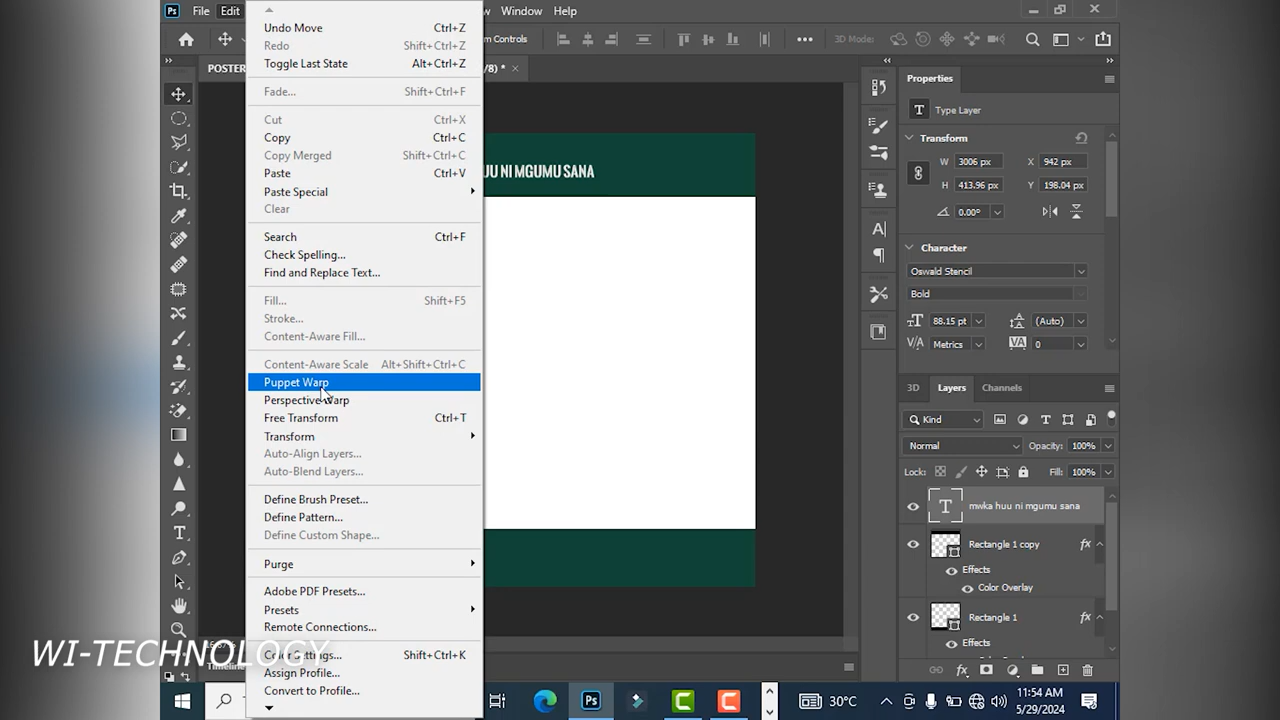 Ps File Edit w Window Help
n Controls 3D Mode:
POSTER /8) * ×
Undo Move Ctrl+Z
Redo Shift+Ctrl+Z
Toggle Last State Alt+Ctrl+Z
Fade... Shift+Ctrl+F
Cut Ctrl+X
Copy Ctrl+C
Copy Merged Shift+Ctrl+C
Paste Ctrl+V
Paste Special
Clear
Search Ctrl+F
Check Spelling...
Find and Replace Text...
Fill... Shift+F5
Stroke...
Content-Aware Fill...
Content-Aware Scale Alt+Shift+Ctrl+C
Puppet Warp
Perspective Warp
Free Transform Ctrl+T
Transform
Auto-Align Layers...
Auto-Blend Layers...
Define Brush Preset...
Define Pattern...
Define Custom Shape...
Purge
Adobe PDF Presets...
Presets
Remote Connections...
Color Settings... Shift+Ctrl+K
Assign Profile...
Convert to Profile...
UU NI MGUMU SANA
Properties
T Type Layer
Transform
W 3006 px X 942 px
H 413.96 px Y 198.04 px
0.00°
Character
Oswald Stencil
Bold
88.15 pt (Auto)
Metrics 0
3D Layers Channels
Kind
Normal Opacity: 100%
Lock: Fill: 100%
T mwka huu ni mgumu sana
Rectangle 1 copy fx
Effects
Color Overlay
Rectangle 1 fx
Effects
WI-TECHNOLOGY
Timeline
Ps 30°C 11:54 AM
5/29/2024